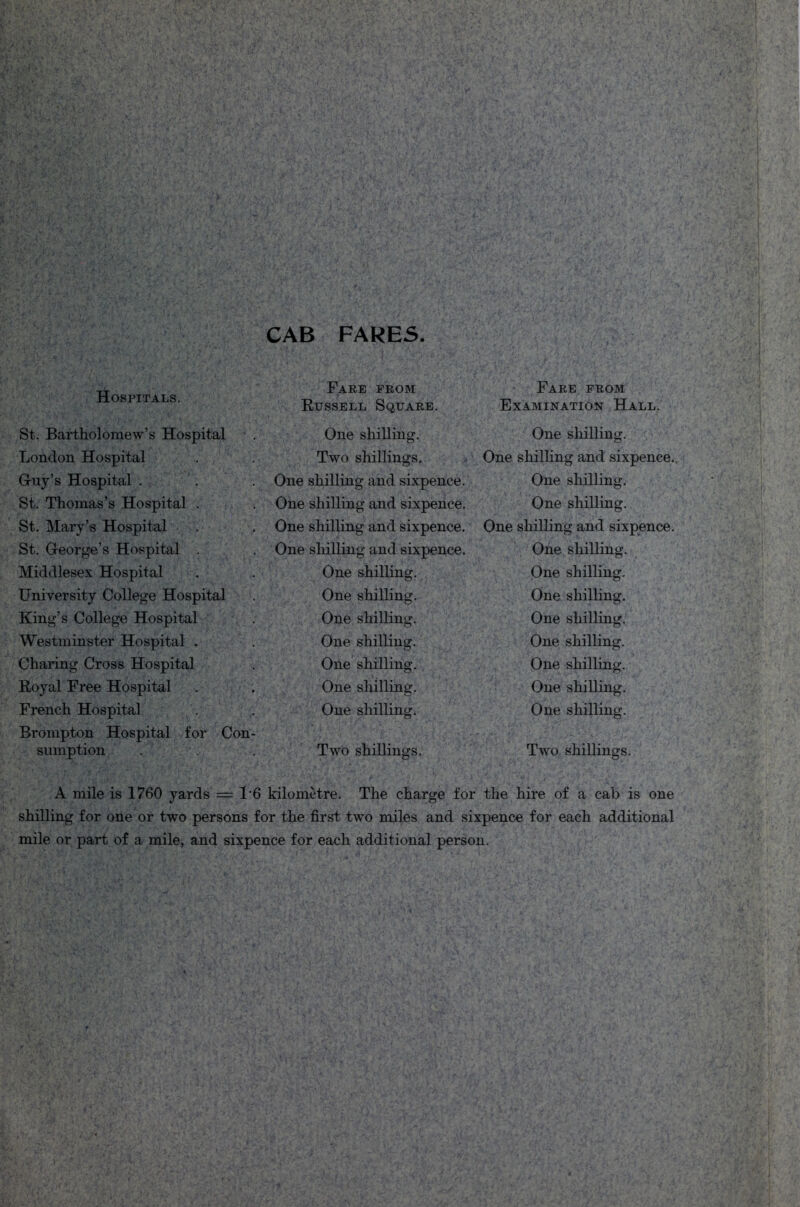 CAB FARES.
Hospitals. Fare from Russell Square. Fare from Examination Hall.
St. Bartholomew's Hospital . One shilling. One shilling.
London Hospital . . Two shillings. One shilling and sixpence.
Guy's Hospital . . . One shilling and sixpence. One shilling.
St. Thomas's Hospital . . One shilling and sixpence. One shilling.
St. Mary's Hospital . . One shilling and sixpence. One shilling and sixpence.
St. George's Hospital . . One shilling and sixpence. One shilling.
Middlesex Hospital . . One shilling. One shilling.
University College Hospital . One shilling. One shilling.
King's College Hospital . One shilling. One shilling.
Westminster Hospital . . One shilling. One shilling.
Charing Cross Hospital . One shilling. One shilling.
Royal Free Hospital . . One shilling. One shilling.
French Hospital . . One shilling. One shilling.
Brompton Hospital for Con-
sumption . . . Two shillings. Two shillings.
A mile is 1760 yards = 1·6 kilomètre. The charge for the hire of a cab is one
shilling for one or two persons for the first two miles and sixpence for each additional
mile or part of a mile, and sixpence for each additional person.